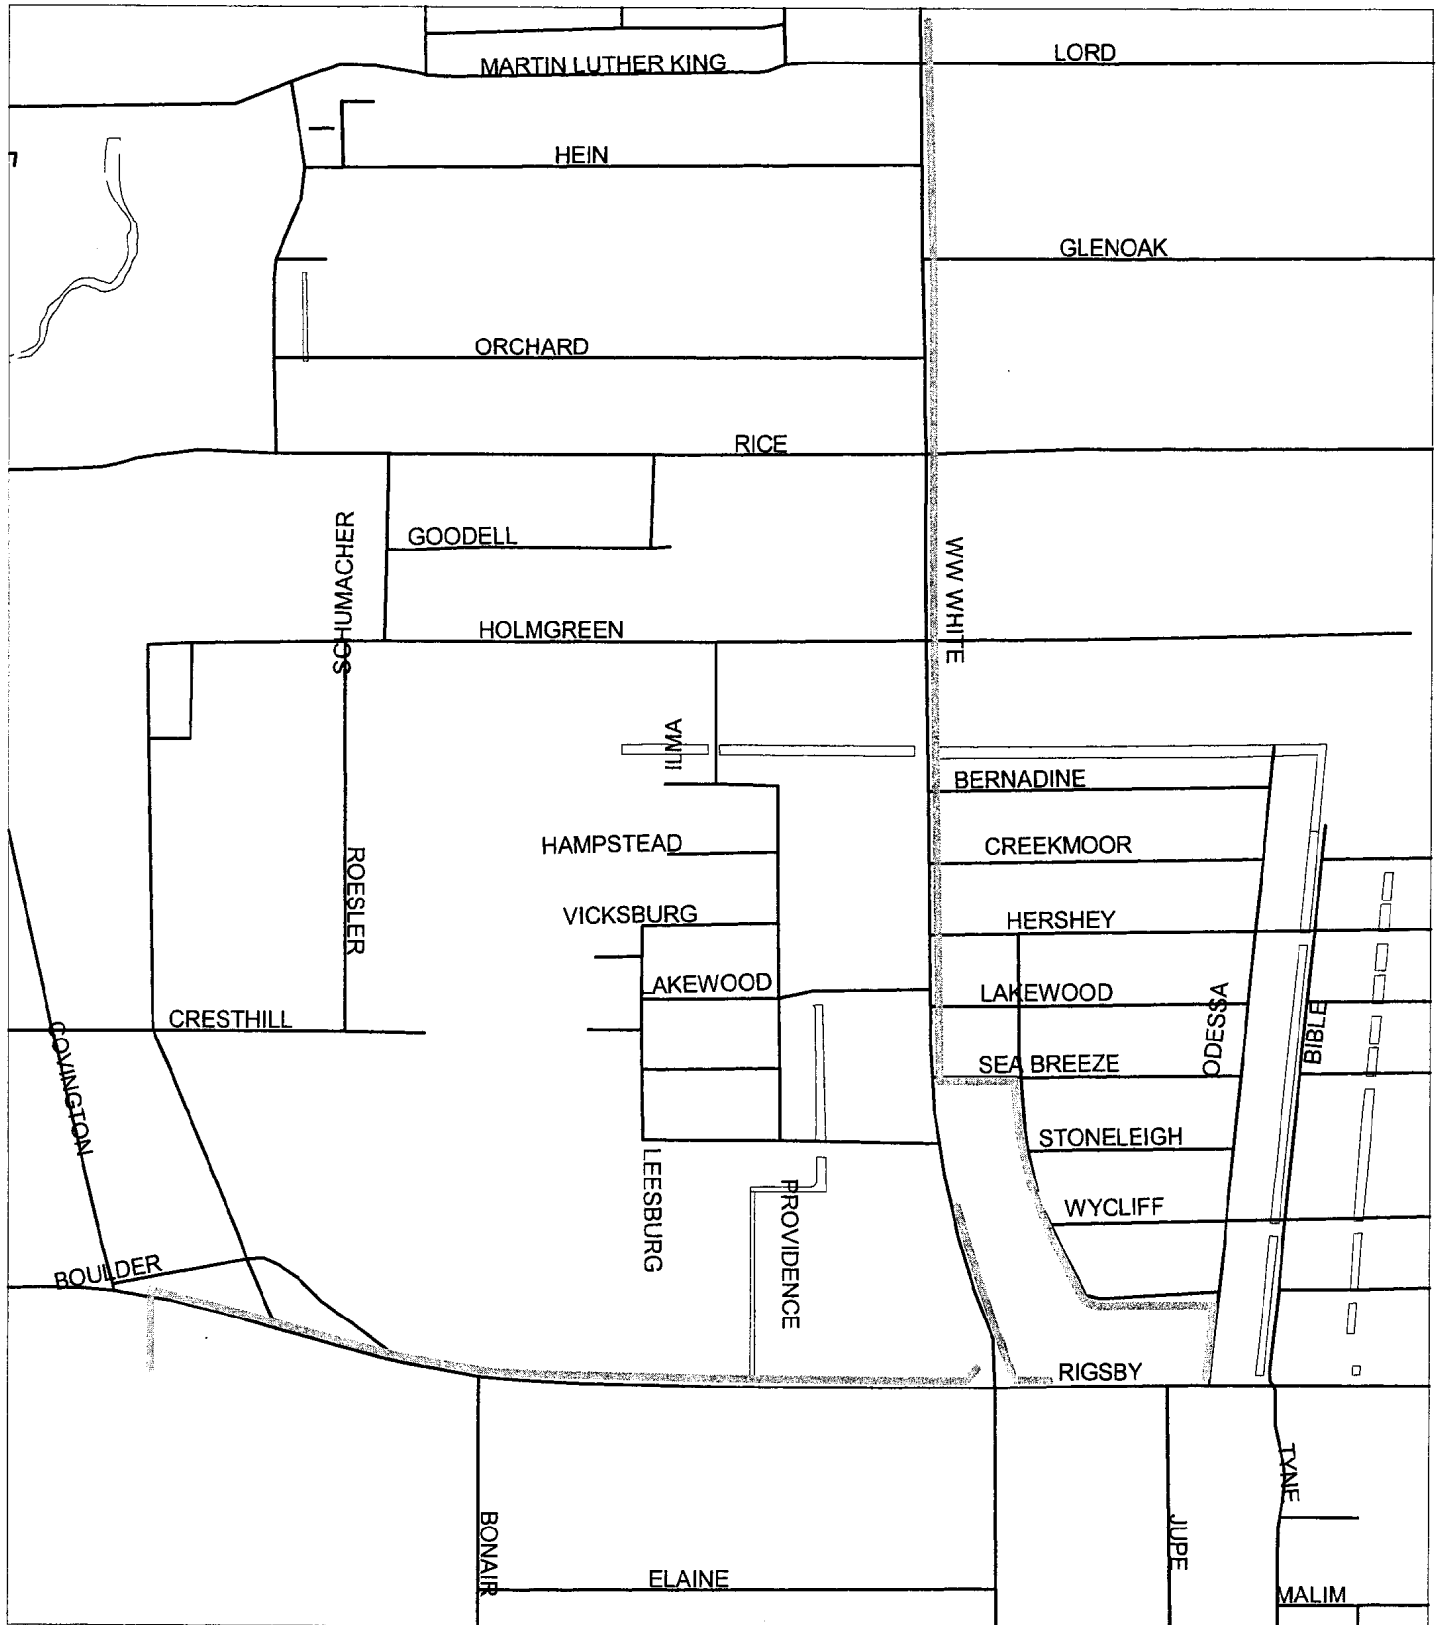 LORD
MARTIN LUTHER KING
HEIN
GLENOAK
ORCHARD
RICE
SCHUMACHER
GOODELL
WW WHITE
HOLMGREEN
ILMA
BERNADINE
HAMPSTEAD
CREEKMOOR
ROESLER
VICKSBURG
HERSHEY
LAKEWOOD
LAKEWOOD
ODESSA
BIBLE
CRESTHILL
COVINGTON
SEA BREEZE
STONELEIGH
LEESBURG
PROVIDENCE
WYCLIFF
BOULDER
RIGSBY
TYNE
BONAIR
JUPE
ELAINE
MALIM